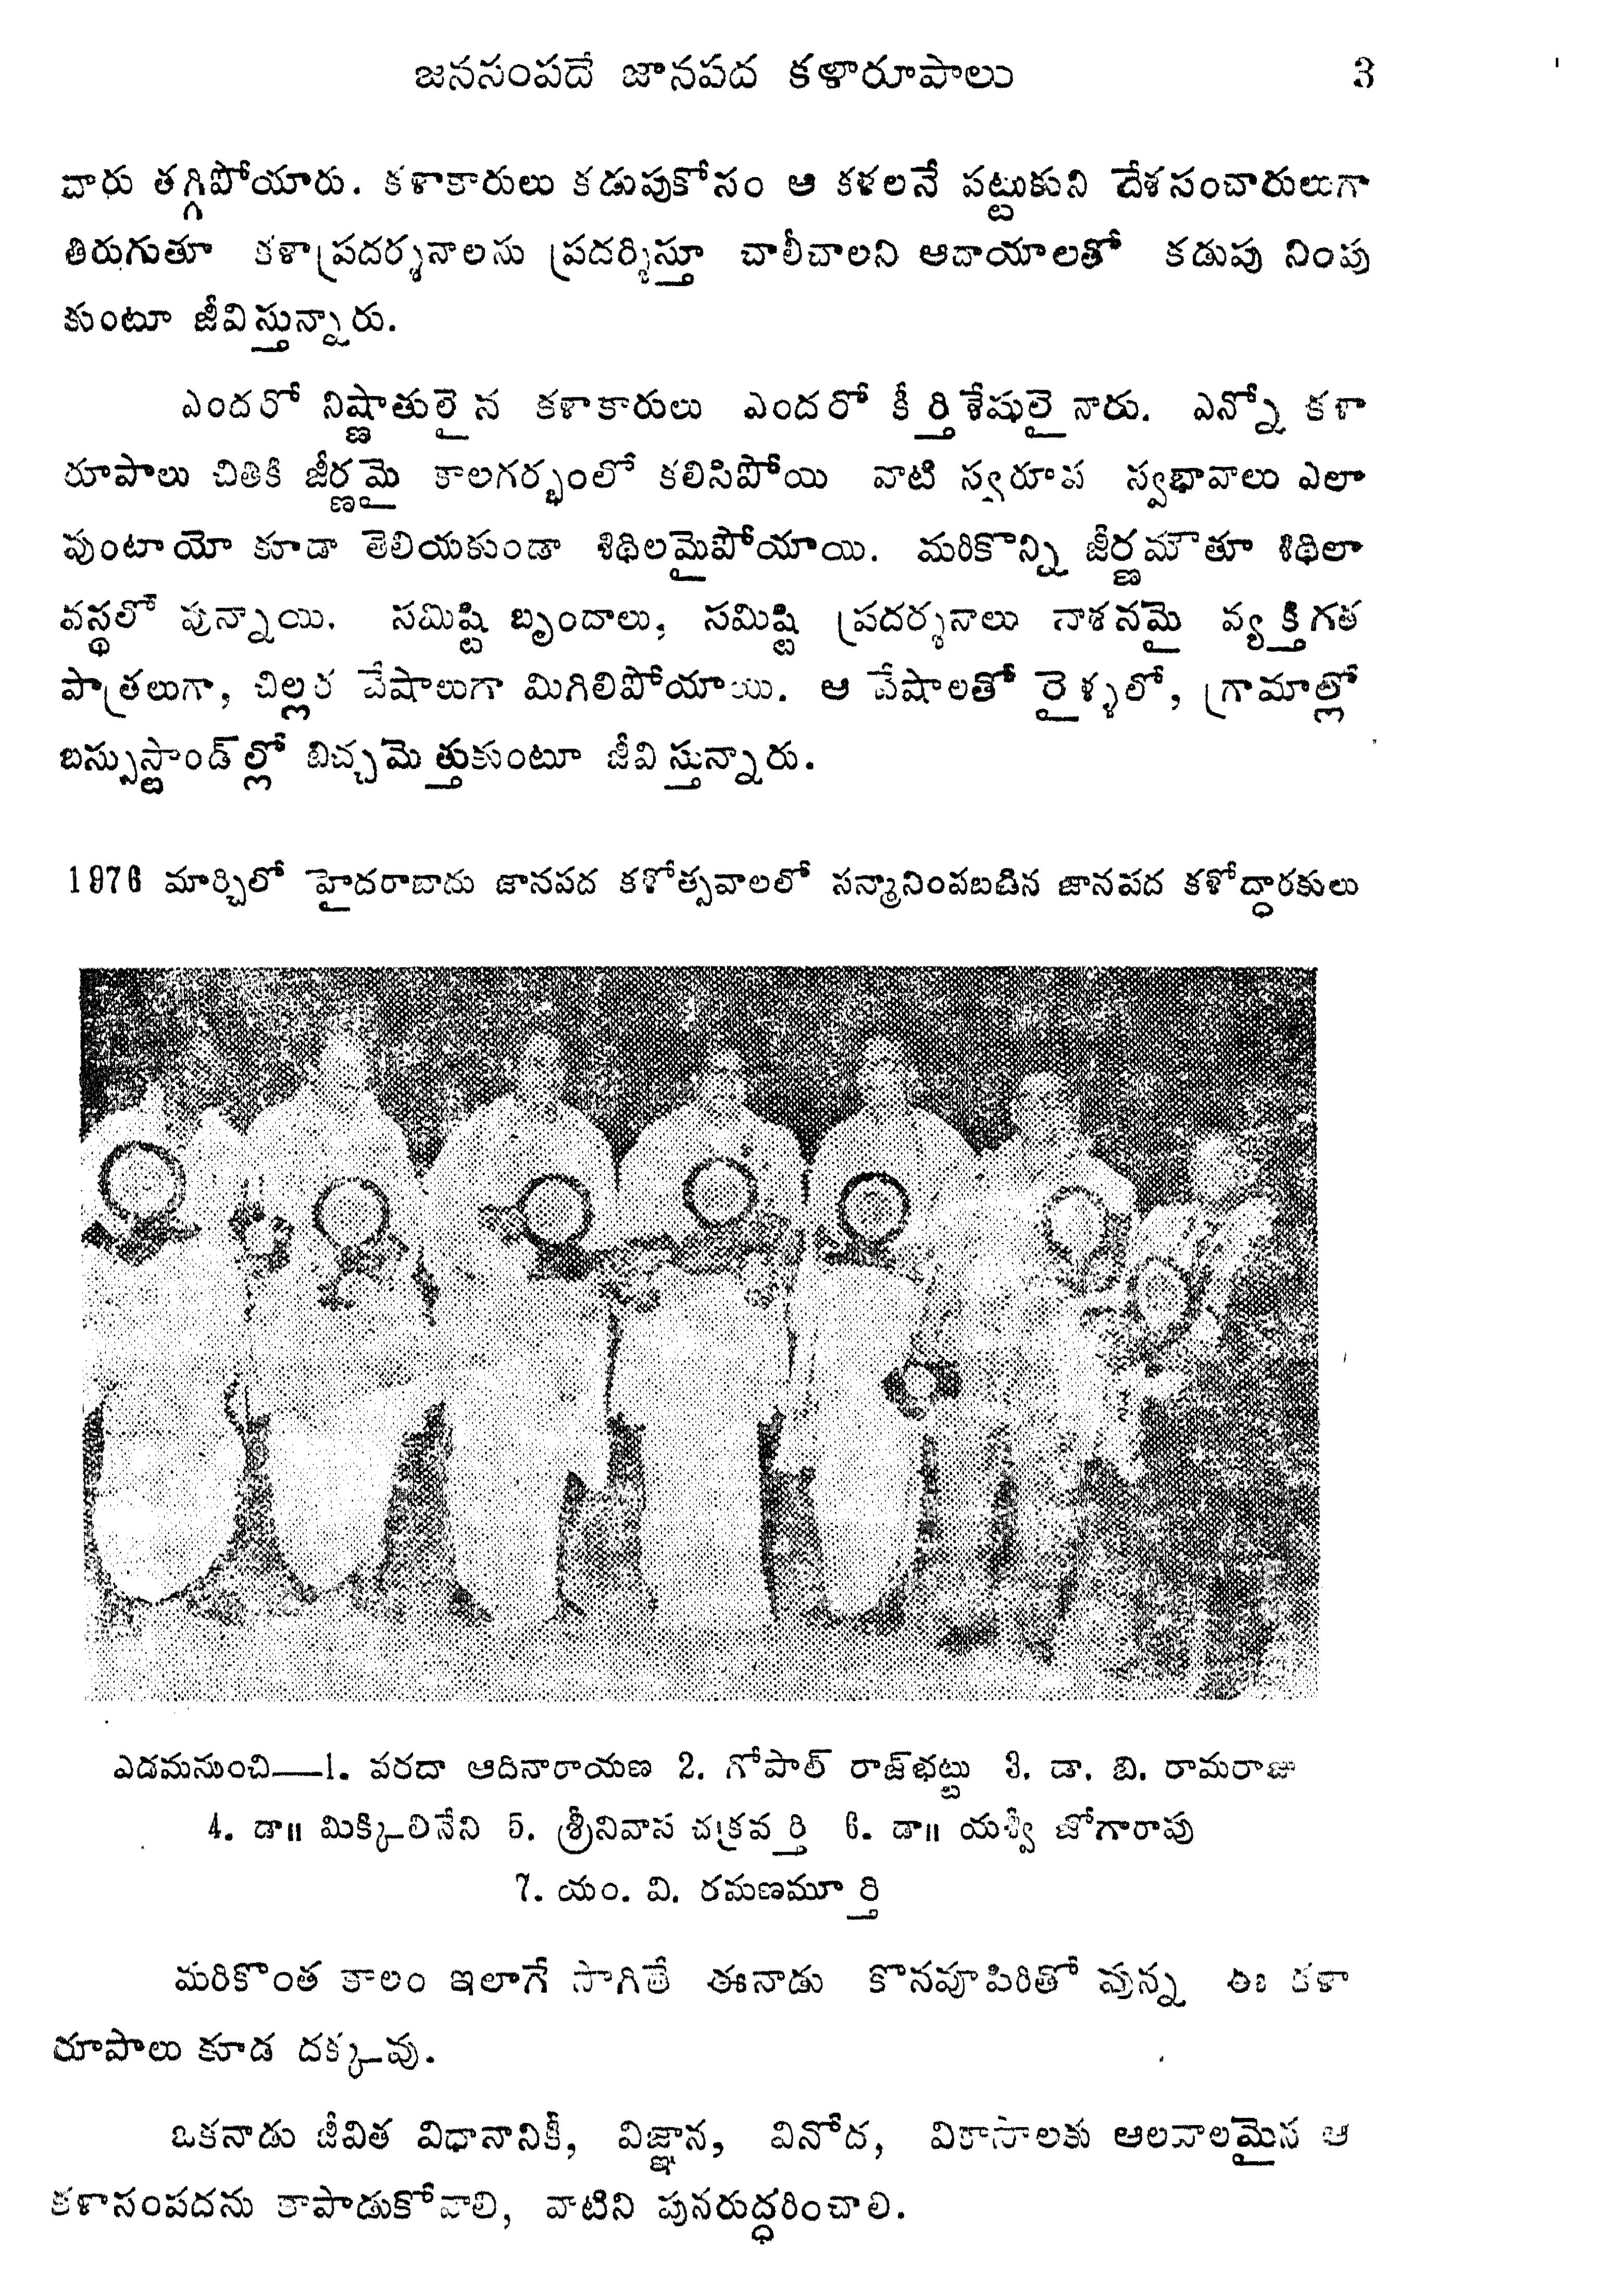 జనసంపదే జానపద కళారూపాలు 3
వారు తగ్గిపోయారు. కళాకారులు కడుపుకోసం ఆ కళలనే పట్టుకుని దేశసంచారులుగా
తిరుగుతూ కళాప్రదర్శనాలను ప్రదర్శిస్తూ చాలీచాలని ఆదాయాలతో కడుపు నింపు
కుంటూ జీవిస్తున్నారు.
ఎందరో నిష్ణాతులైన కళాకారులు ఎందరో కీర్తిశేషులైనారు. ఎన్నో కళా
రూపాలు చితికి జీర్ణమై కాలగర్భంలో కలిసిపోయి వాటి స్వరూప స్వభావాలు ఎలా
వుంటాయో కూడా తెలియకుండా శిథిలమైపోయాయి. మరికొన్ని జీర్ణమౌతూ శిథిలా
వస్థలో వున్నాయి. సమిష్టి బృందాలు, సమిష్టి ప్రదర్శనాలు నాశనమై వ్యక్తిగత
పాత్రలుగా, చిల్లర వేషాలుగా మిగిలిపోయాయి. ఆ వేషాలతో రైళ్ళలో, గ్రామాల్లో
బస్సుస్టాండ్‌ల్లో బిచ్చమెత్తుకుంటూ జీవిస్తున్నారు.
1976 మార్చిలో హైదరాబాదు జానపద కళోత్సవాలలో సన్మానింపబడిన జానపద కళోద్ధారకులు
ఎడమనుంచి—1. వరదా ఆదినారాయణ 2. గోపాల్ రాజ్‌భట్టు 3. డా. బి. రామరాజు
4. డా॥ మిక్కిలినేని 5. శ్రీనివాస చక్రవర్తి 6. డా॥ యశ్వీ జోగారావు
7. యం. వి. రమణమూర్తి
మరికొంత కాలం ఇలాగే సాగితే ఈనాడు కొనవూపిరితో వున్న ఈ కళా
రూపాలు కూడ దక్కవు.
ఒకనాడు జీవిత విధానానికీ, విజ్ఞాన, వినోద, వికాసాలకు ఆలవాలమైన ఆ
కళాసంపదను కాపాడుకోవాలి, వాటిని పునరుద్ధరించాలి.